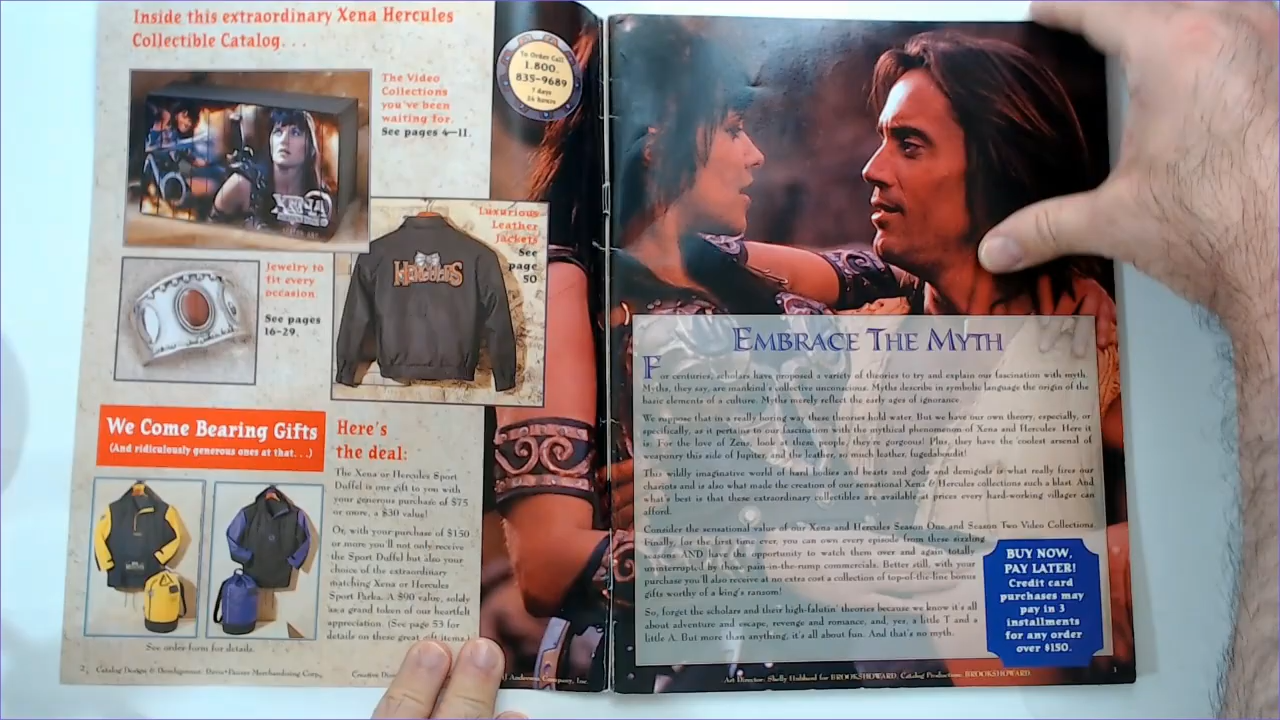 Inside this extraordinary Xena Hercules
Collectible Catalog. . .
To Order Call
1.800.
835-9689
7 days
24 hours
The Video
Collections
you've been
waiting for.
See pages 4—11.
XENA
Luxurious
Leather
Jackets
See
page
50
HERCULES
Jewelry to
fit every
occasion.
See pages
16-29.
We Come Bearing Gifts
(And ridiculously generous ones at that. . .)
Here's
the deal:
The Xena or Hercules Sport
Duffel is our gift to you with
your generous purchase of $75
or more, a $30 value!
Or, with your purchase of $150
or more you'll not only receive
the Sport Duffel but also your
choice of the extraordinary
matching Xena or Hercules
Sport Parka. A $90 value, solely
as a grand token of our heartfelt
appreciation. (See page 53 for
details on these great gift items.)
See order form for details.
2 Catalog Design & Development: Merchandising Corp.
Creative
Anderson Company, Inc.
EMBRACE THE MYTH
For centuries, scholars have proposed a variety of theories to try and explain our fascination with myth.
Myths, they say, are mankind's collective unconscious. Myths describe in symbolic language the origin of the
basic elements of a culture. Myths merely reflect the early ages of ignorance.
We suppose that in a really boring way these theories hold water. But we have our own theory, especially, or
specifically, as it pertains to our fascination with the mythical phenomenon of Xena and Hercules. Here it
is: For the love of Zeus, look at these people, they're gorgeous! Plus, they have the coolest arsenal of
weaponry this side of Jupiter, and the leather, so much leather, fugedaboudit!
This wildly imaginative world of hard bodies and beasts and gods and demigods is what really fires our
chariots and is also what made the creation of our sensational Xena & Hercules collections such a blast. And
what's best is that these extraordinary collectibles are available at prices every hard-working villager can
afford.
Consider the sensational value of our Xena and Hercules Season One and Season Two Video Collections.
Finally, for the first time ever, you can own every episode from these sizzling
seasons AND have the opportunity to watch them over and again totally
uninterrupted by those pain-in-the-rump commercials. Better still, with your
purchase you'll also receive at no extra cost a collection of top-of-the-line bonus
gifts worthy of a king's ransom!
So, forget the scholars and their high-falutin' theories because we know it's all
about adventure and escape, revenge and romance, and, yes, a little T and a
little A. But more than anything, it's all about fun. And that's no myth.
BUY NOW,
PAY LATER!
Credit card
purchases may
pay in 3
installments
for any order
over $150.
Art Director: Shelly Hubbard for BROOKSHOWARD, Catalog Production: BROOKSHOWARD
3